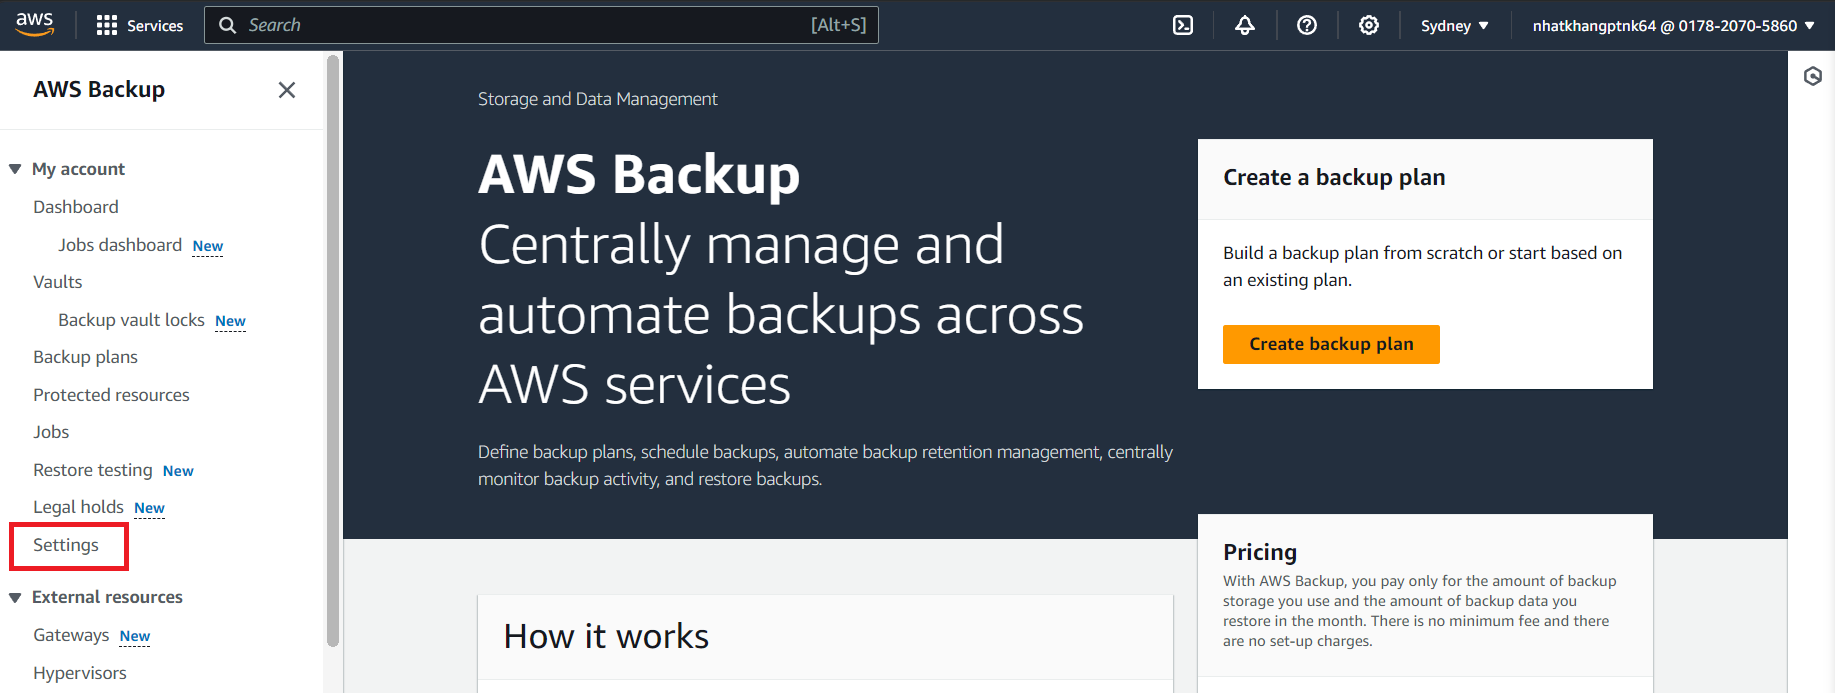 aws
Services
Search
[Alt+S]
Sydney
nhatkhangptnk64 @ 0178-2070-5860
AWS Backup
My account
Dashboard
Jobs dashboard New
Vaults
Backup vault locks New
Backup plans
Protected resources
Jobs
Restore testing New
Legal holds New
Settings
External resources
Gateways New
Hypervisors
Storage and Data Management
AWS Backup
Centrally manage and
automate backups across
AWS services
Define backup plans, schedule backups, automate backup retention management, centrally
monitor backup activity, and restore backups.
Create a backup plan
Build a backup plan from scratch or start based on
an existing plan.
Create backup plan
How it works
Pricing
With AWS Backup, you pay only for the amount of backup
storage you use and the amount of backup data you
restore in the month. There is no minimum fee and there
are no set-up charges.